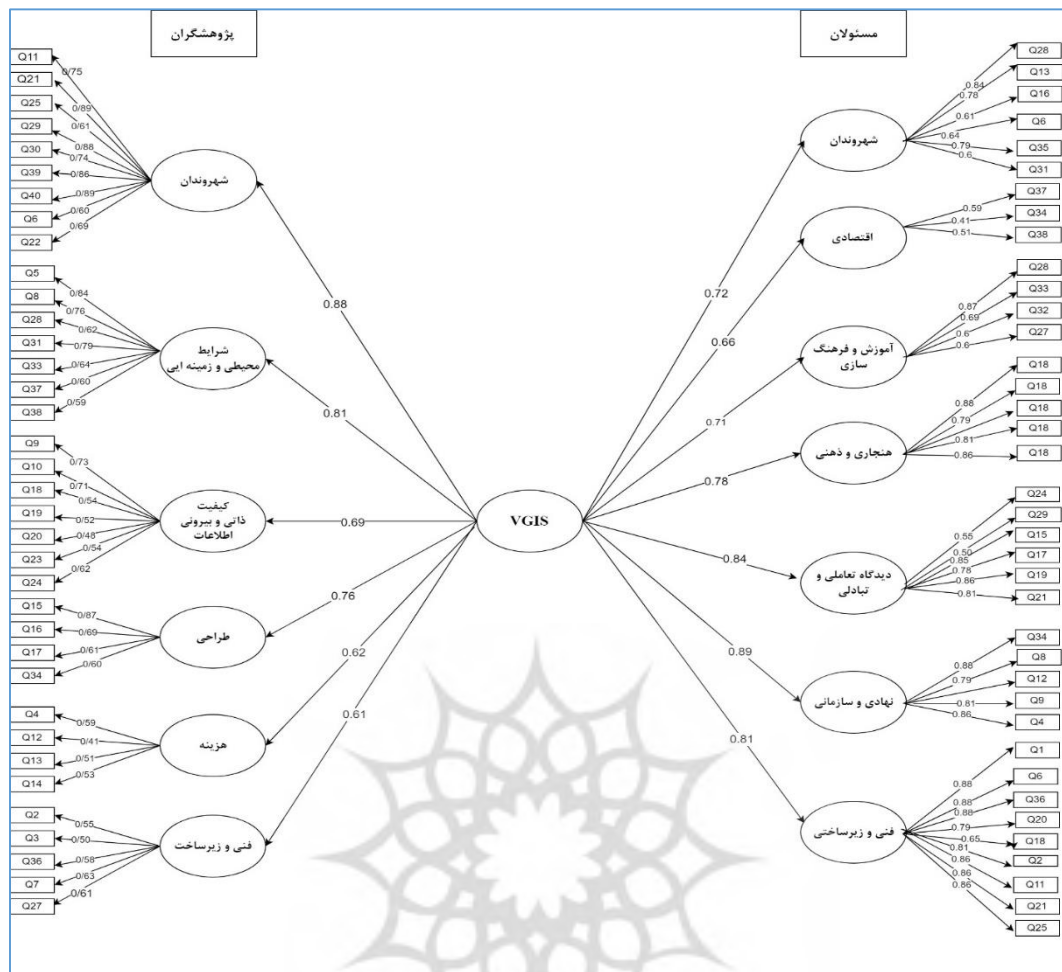 پژوهشگران
مسئولان
Q11
Q21
Q25
Q29
Q30
Q39
Q40
Q6
Q22
0/75
0/89
0/61
0/88
0/74
0/86
0/89
0/60
0/69
شهروندان
0.88
Q5
Q8
Q28
Q31
Q33
Q37
Q38
0/84
0/76
0/62
0/79
0/64
0/60
0/59
شرایط
محیطی و زمینه ایی
0.81
Q9
Q10
Q18
Q19
Q20
Q23
Q24
0/73
0/71
0/54
0/52
0/48
0/54
0/62
کیفیت
ذاتی و بیرونی
اطلاعات
0.69
Q15
Q16
Q17
Q34
0/87
0/69
0/61
0/60
طراحی
0.76
Q4
Q12
Q13
Q14
0/59
0/41
0/51
0/53
هزینه
0.62
Q2
Q3
Q36
Q7
Q27
0/55
0/50
0/58
0/63
0/61
فنی و زیرساخت
0.61
VGIS
0.72
شهروندان
0.84
0.78
0.61
0.64
0.79
0.6
Q28
Q13
Q16
Q6
Q35
Q31
0.66
اقتصادی
0.59
0.41
0.51
Q37
Q34
Q38
0.71
آموزش و فرهنگ
سازی
0.87
0.69
0.6
0.6
Q28
Q33
Q32
Q27
0.78
هنجاری و ذهنی
0.88
0.79
0.81
0.86
Q18
Q18
Q18
Q18
Q18
0.84
دیدگاه تعاملی و
تبادلی
0.55
0.50
0.85
0.78
0.86
0.81
Q24
Q29
Q15
Q17
Q19
Q21
0.89
نهادی و سازمانی
0.88
0.79
0.81
0.86
Q34
Q8
Q12
Q9
Q4
0.81
فنی و زیرساختی
0.88
0.88
0.88
0.79
0.65
0.81
0.86
0.86
0.86
Q1
Q6
Q36
Q20
Q18
Q2
Q11
Q21
Q25